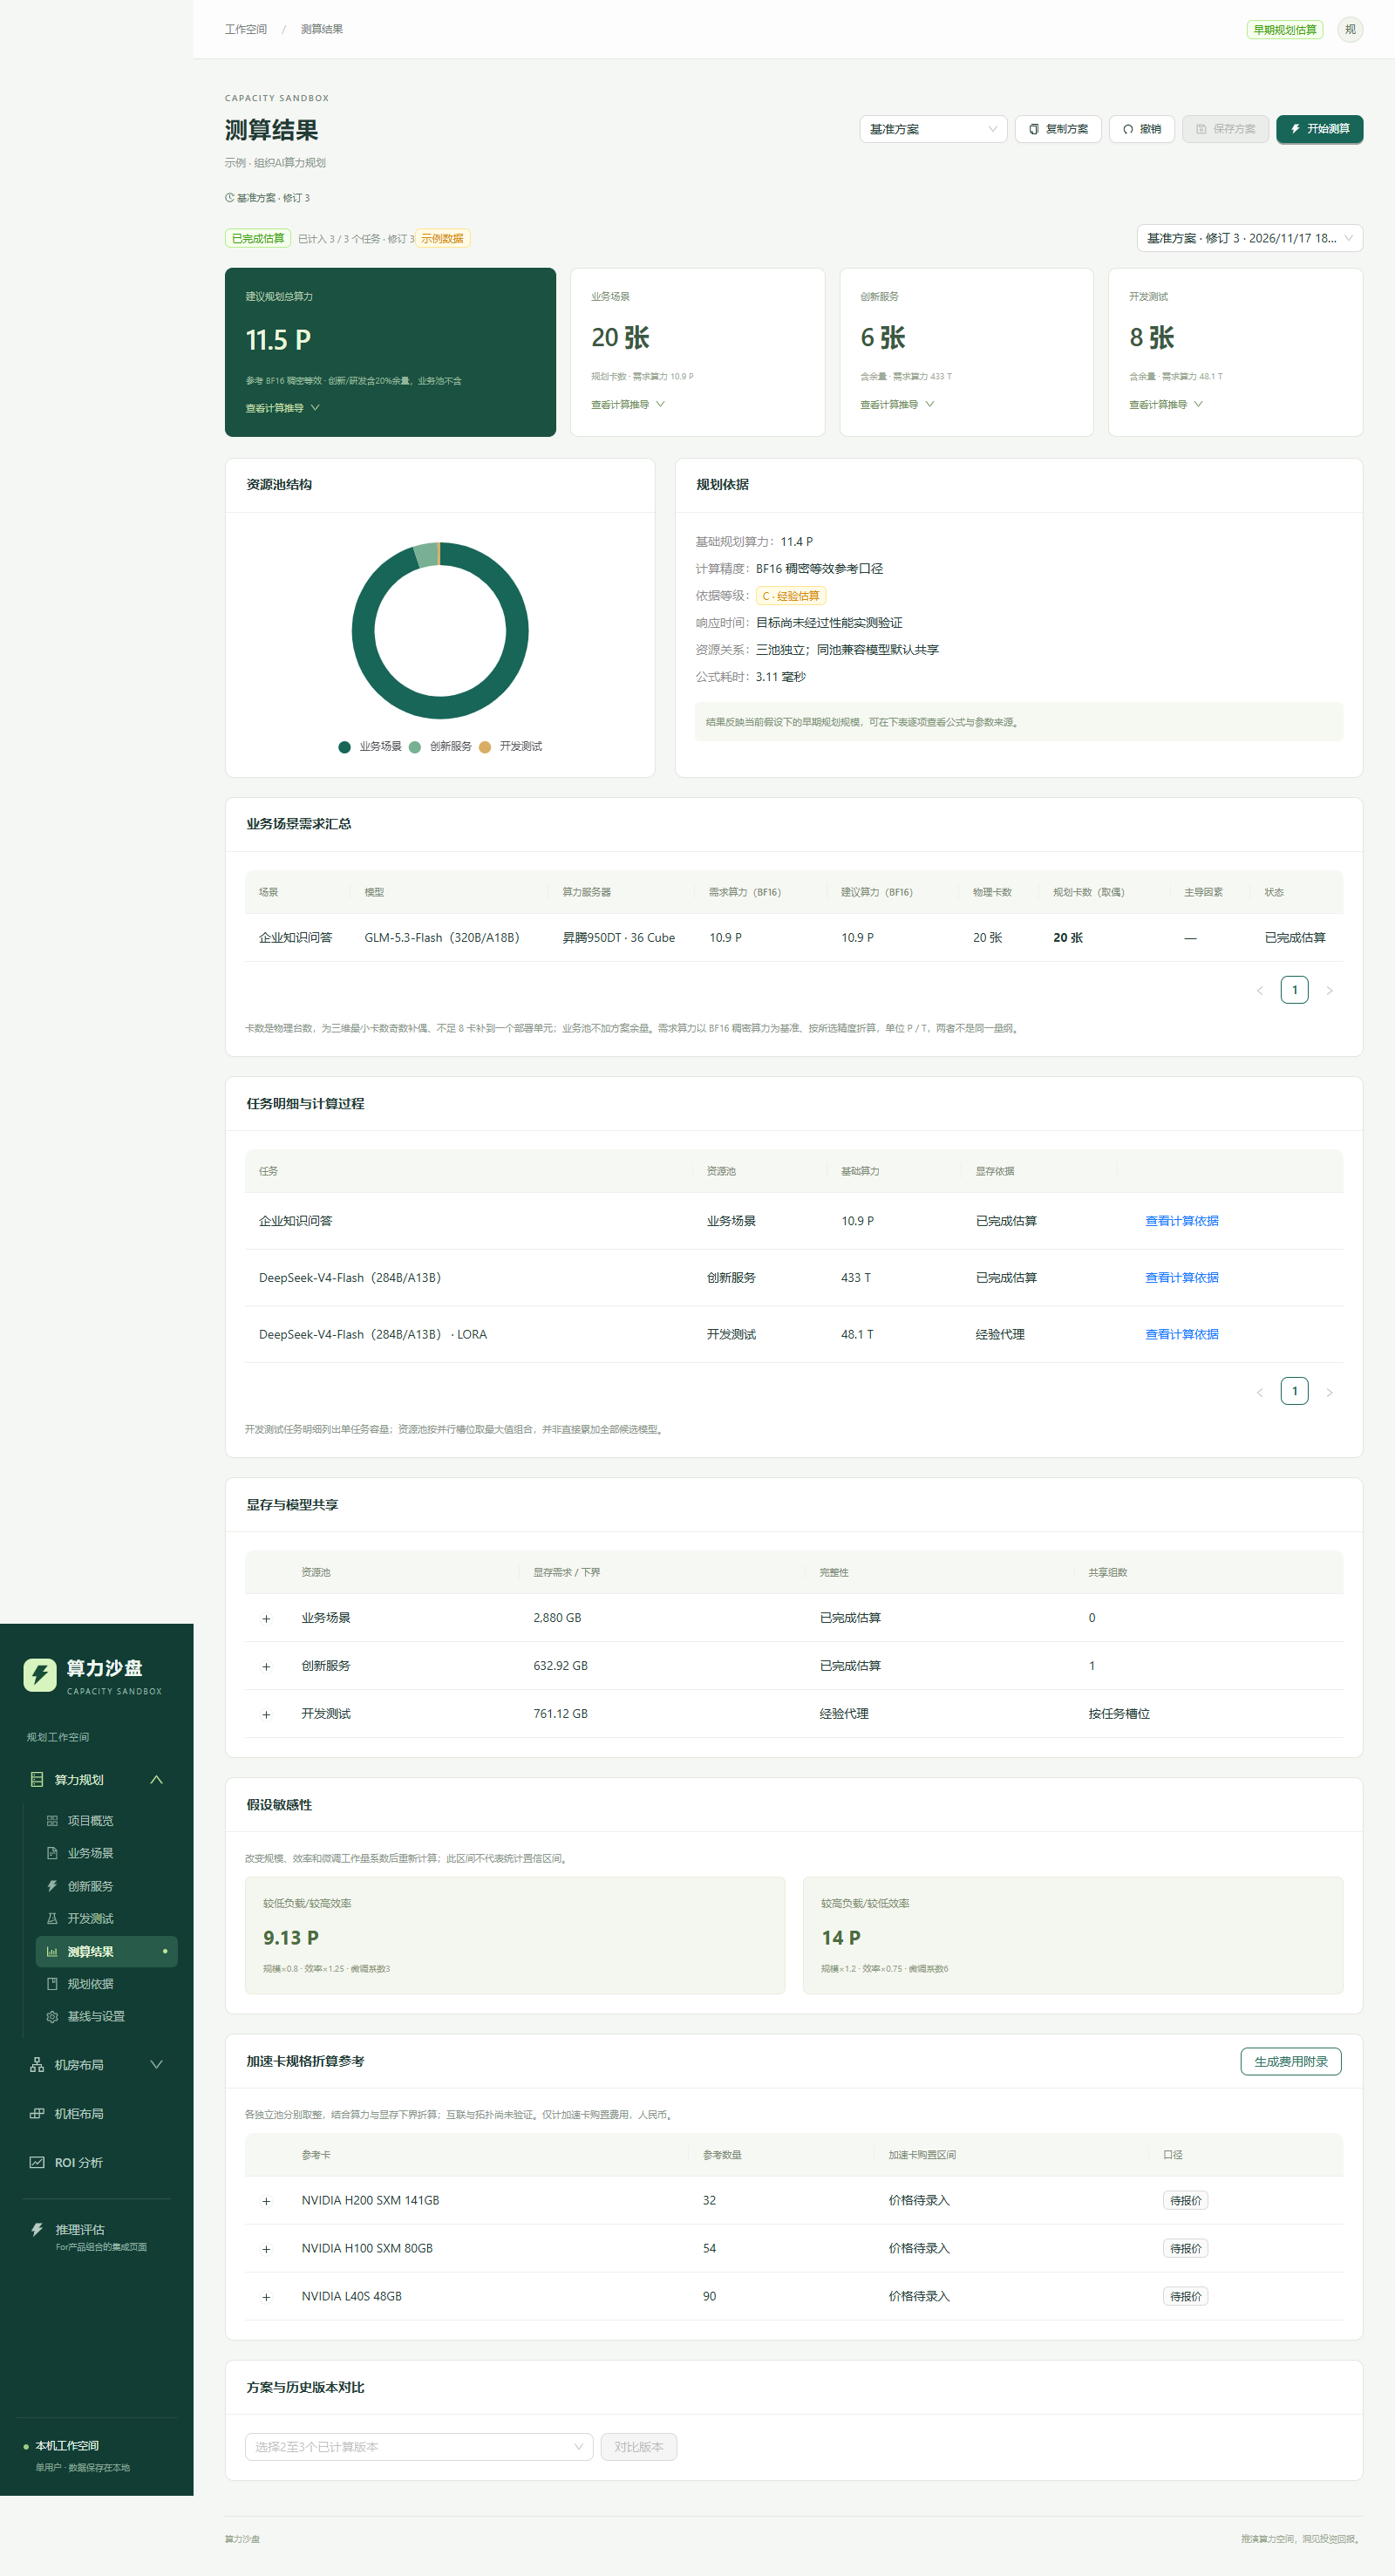 工作空间 / 测算结果
早期规划估算 规
CAPACITY SANDBOX
测算结果
基准方案 复制方案 撤销 保存方案 开始测算
示例 · 组织AI算力规划
基准方案 · 修订 3
已完成估算 已计入 3 / 3 个任务 · 修订 3 示例数据
基准方案 · 修订 3 · 2026/11/17 18...
建议规划总算力
11.5 P
参考 BF16 稠密等效 · 创新/研发含20%余量，业务池不含
查看计算推导
业务场景
20 张
规划卡数 · 需求算力 10.9 P
查看计算推导
创新服务
6 张
含余量 · 需求算力 433 T
查看计算推导
开发测试
8 张
含余量 · 需求算力 48.1 T
查看计算推导
资源池结构
业务场景 创新服务 开发测试
规划依据
基础规划算力： 11.4 P
计算精度： BF16 稠密等效参考口径
依据等级： C · 经验估算
响应时间： 目标尚未经过性能实测验证
资源关系： 三池独立；同池兼容模型默认共享
公式耗时： 3.11 毫秒
结果反映当前假设下的早期规划规模，可在下表逐项查看公式与参数来源。
业务场景需求汇总
场景 模型 算力服务器 需求算力（BF16） 建议算力（BF16） 物理卡数 规划卡数（取偶） 主导因素 状态
企业知识问答 GLM-5.3-Flash（320B/A18B） 昇腾950DT · 36 Cube 10.9 P 10.9 P 20 张 20 张 — 已完成估算
1
卡数是物理台数，为三维最小卡数奇数补偶、不足 8 卡补到一个部署单元；业务池不加方案余量。需求算力以 BF16 稠密算力为基准、按所选精度折算，单位 P / T，两者不是同一量纲。
任务明细与计算过程
任务 资源池 基础算力 显存依据
企业知识问答 业务场景 10.9 P 已完成估算 查看计算依据
DeepSeek-V4-Flash（284B/A13B） 创新服务 433 T 已完成估算 查看计算依据
DeepSeek-V4-Flash（284B/A13B） · LORA 开发测试 48.1 T 经验代理 查看计算依据
1
开发测试任务明细列出单任务容量；资源池按并行槽位取最大值组合，并非直接累加全部候选模型。
显存与模型共享
资源池 显存需求 / 下界 完整性 共享组数
业务场景 2,880 GB 已完成估算 0
创新服务 632.92 GB 已完成估算 1
开发测试 761.12 GB 经验代理 按任务槽位
假设敏感性
改变规模、效率和微调工作量系数后重新计算；此区间不代表统计置信区间。
较低负载/较高效率
9.13 P
规模×0.8 · 效率×1.25 · 微调系数3
较高负载/较低效率
14 P
规模×1.2 · 效率×0.75 · 微调系数6
加速卡规格折算参考
生成费用附录
各独立池分别取整，结合算力与显存下界折算；互联与拓扑尚未验证。仅计加速卡购置费用，人民币。
参考卡 参考数量 加速卡购置区间 口径
NVIDIA H200 SXM 141GB 32 价格待录入 待报价
NVIDIA H100 SXM 80GB 54 价格待录入 待报价
NVIDIA L40S 48GB 90 价格待录入 待报价
方案与历史版本对比
选择2至3个已计算版本 对比版本
算力沙盘
推演算力空间，洞见投资回报。
算力沙盘
CAPACITY SANDBOX
规划工作空间
算力规划
项目概览
业务场景
创新服务
开发测试
测算结果
规划依据
基线与设置
机房布局
机柜布局
ROI 分析
推理评估
For产品组合的集成页面
本机工作空间
单用户 · 数据保存在本地